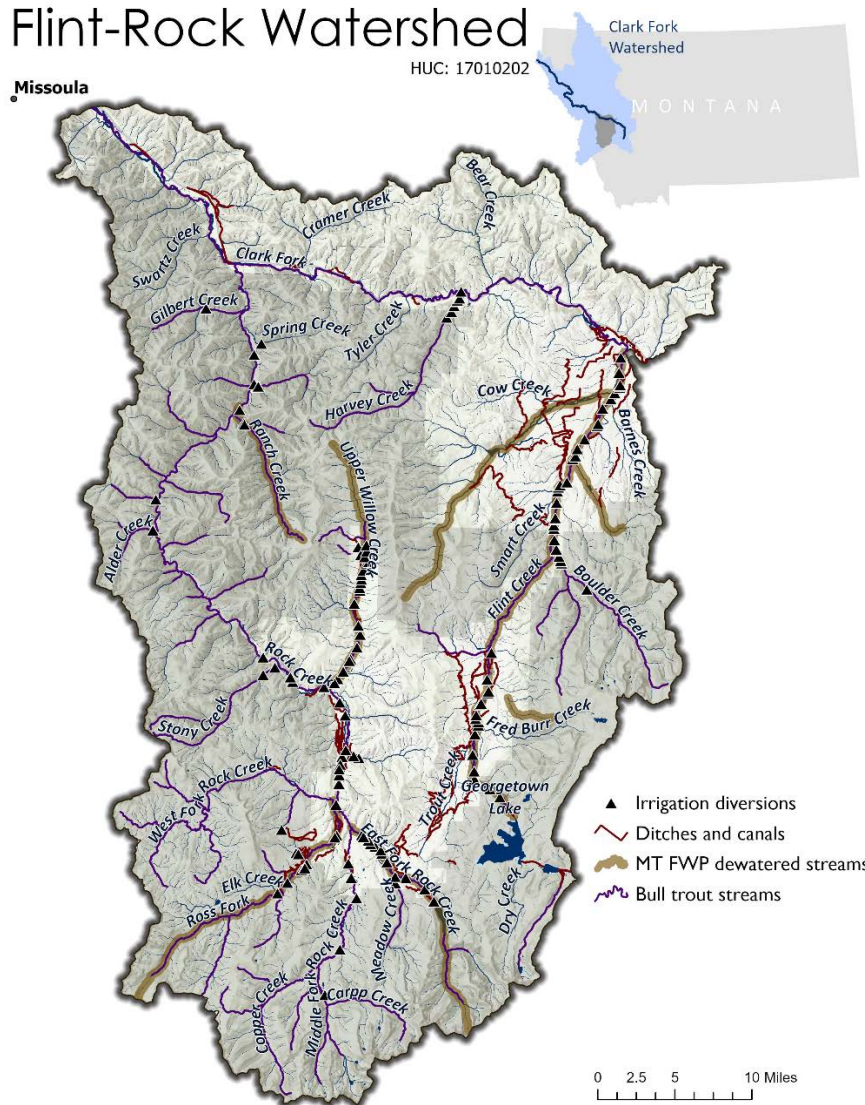 Flint-Rock Watershed
HUC: 17010202
Clark Fork
Watershed
MONTANA
Missoula
Bear Creek
Cramer Creek
Swartz Creek
Clark Fork
Gilbert Creek
Spring Creek
Tyler Creek
Harvey Creek
Cow Creek
Barnes Creek
Ranch Creek
Upper Willow Creek
Alder Creek
Smart Creek
Flint Creek
Boulder Creek
Rock Creek
Stony Creek
Fred Burr Creek
Trout Creek
West Fork Rock Creek
Georgetown
Lake
East Fork Rock Creek
Elk Creek
Ross Fork
Meadow Creek
Dry Creek
Middle Fork Rock Creek
Copper Creek
Carpp Creek
Irrigation diversions
Ditches and canals
MT FWP dewatered streams
Bull trout streams
0 2.5 5 10 Miles